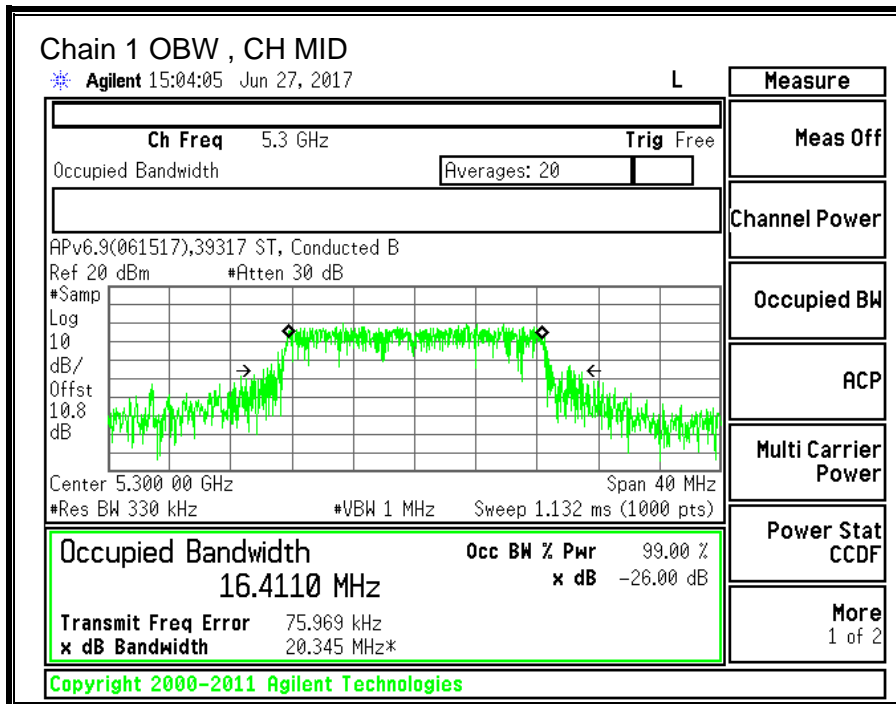 Chain 1 OBW , CH MID
Agilent 15:04:05 Jun 27, 2017 L
Measure
Ch Freq 5.3 GHz Trig Free
Occupied Bandwidth Averages: 20
APv6.9(061517),39317 ST, Conducted B
Ref 20 dBm #Atten 30 dB
#Samp
Log
10
dB/
Offst
10.8
dB
Center 5.300 00 GHz Span 40 MHz
#Res BW 330 kHz #VBW 1 MHz Sweep 1.132 ms (1000 pts)
Occupied Bandwidth Occ BW % Pwr 99.00 %
16.4110 MHz x dB -26.00 dB
Transmit Freq Error 75.969 kHz
x dB Bandwidth 20.345 MHz*
Copyright 2000-2011 Agilent Technologies
Meas Off
Channel Power
Occupied BW
ACP
Multi Carrier
Power
Power Stat
CCDF
More
1 of 2